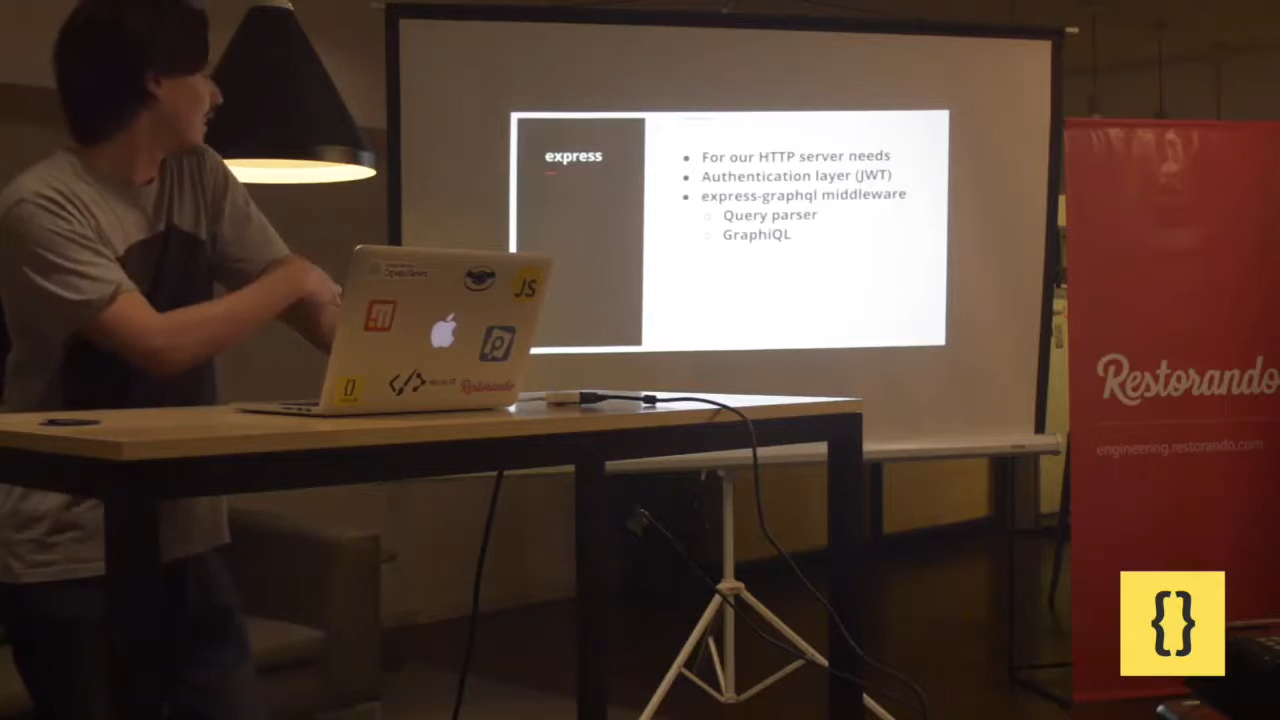 express
For our HTTP server needs
Authentication layer (JWT)
express-graphql middleware
Query parser
GraphiQL
JS
{}
</>
Restorando
Restorando
engineering.restorando.com
{}